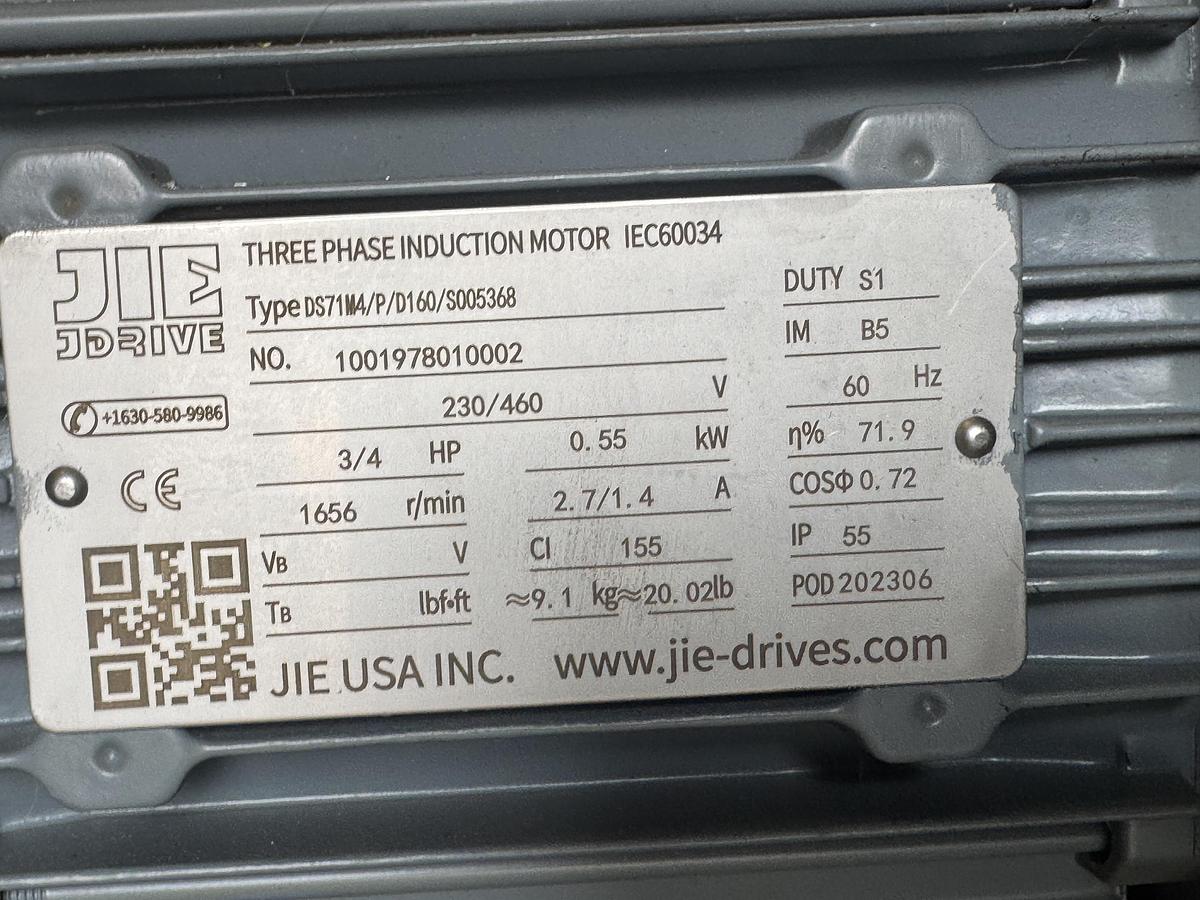 JIE
JDRIVE
+1630-580-9986
CE
THREE PHASE INDUCTION MOTOR IEC60034
Type DS71M4/P/D160/S005368
NO. 1001978010002
230/460 V
3/4 HP 0.55 kW
1656 r/min 2.7/1.4 A
VB V CI 155
TB lbf•ft ≈9.1 kg≈20.02lb
DUTY S1
IM B5
60 Hz
η% 71.9
COSΦ 0.72
IP 55
POD 202306
JIE USA INC. www.jie-drives.com